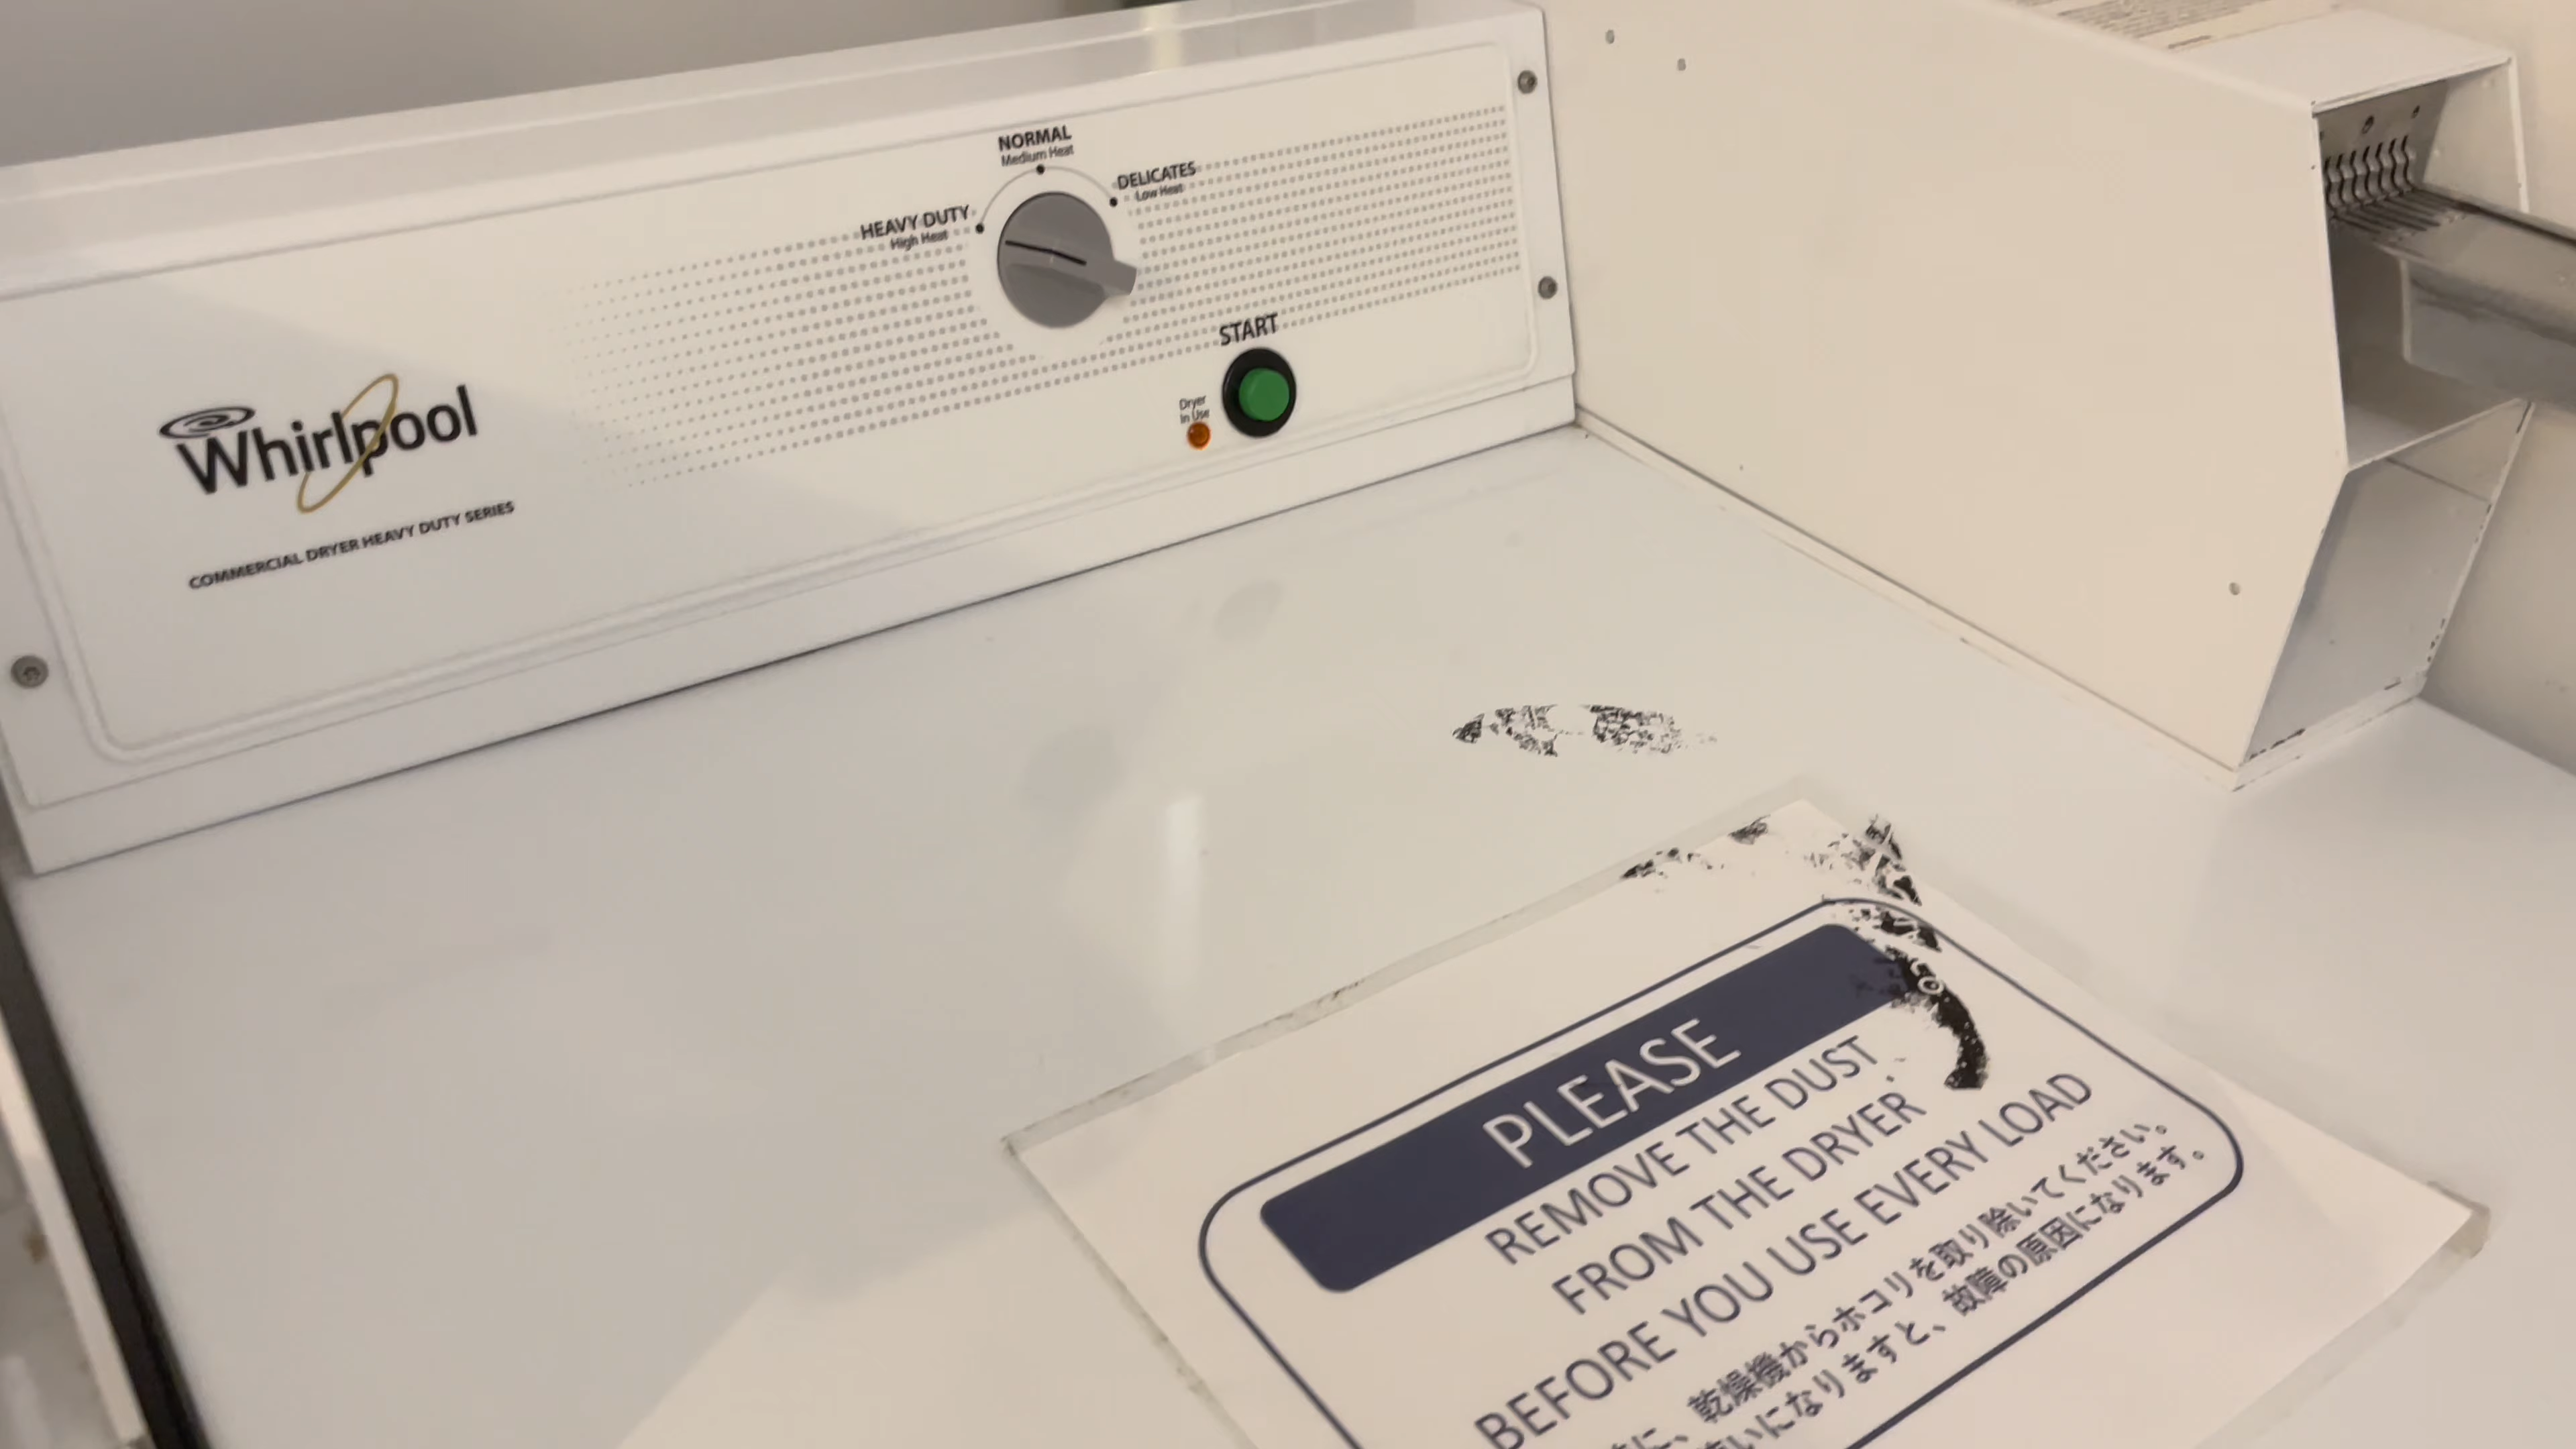 NORMAL
Medium Heat
DELICATES
Low Heat
HEAVY DUTY
High Heat
START
Dryer
In Use
Whirlpool
COMMERCIAL DRYER HEAVY DUTY SERIES
PLEASE
REMOVE THE DUST
FROM THE DRYER
BEFORE YOU USE EVERY LOAD
に、乾燥機からホコリを取り除いてください。
いになりますと、故障の原因になります。